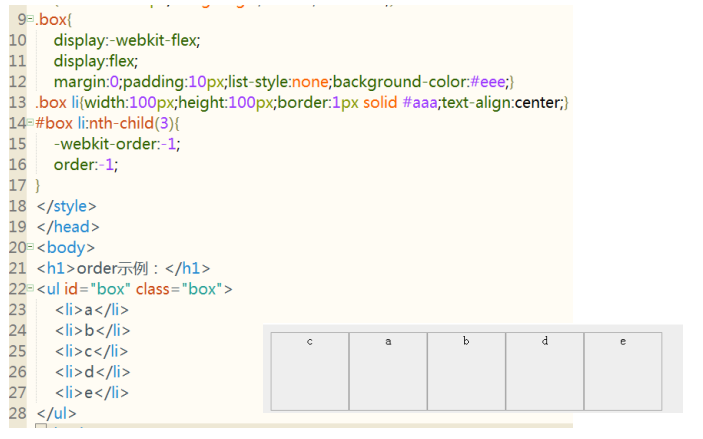 9 .box{
10 display:-webkit-flex;
11 display:flex;
12 margin:0;padding:10px;list-style:none;background-color:#eee;}
13 .box li{width:100px;height:100px;border:1px solid #aaa;text-align:center;}
14 #box li:nth-child(3){
15 -webkit-order:-1;
16 order:-1;
17 }
18 </style>
19 </head>
20 <body>
21 <h1>order示例：</h1>
22 <ul id="box" class="box">
23 <li>a</li>
24 <li>b</li>
25 <li>c</li>
26 <li>d</li>
27 <li>e</li>
28 </ul>
c a b d e